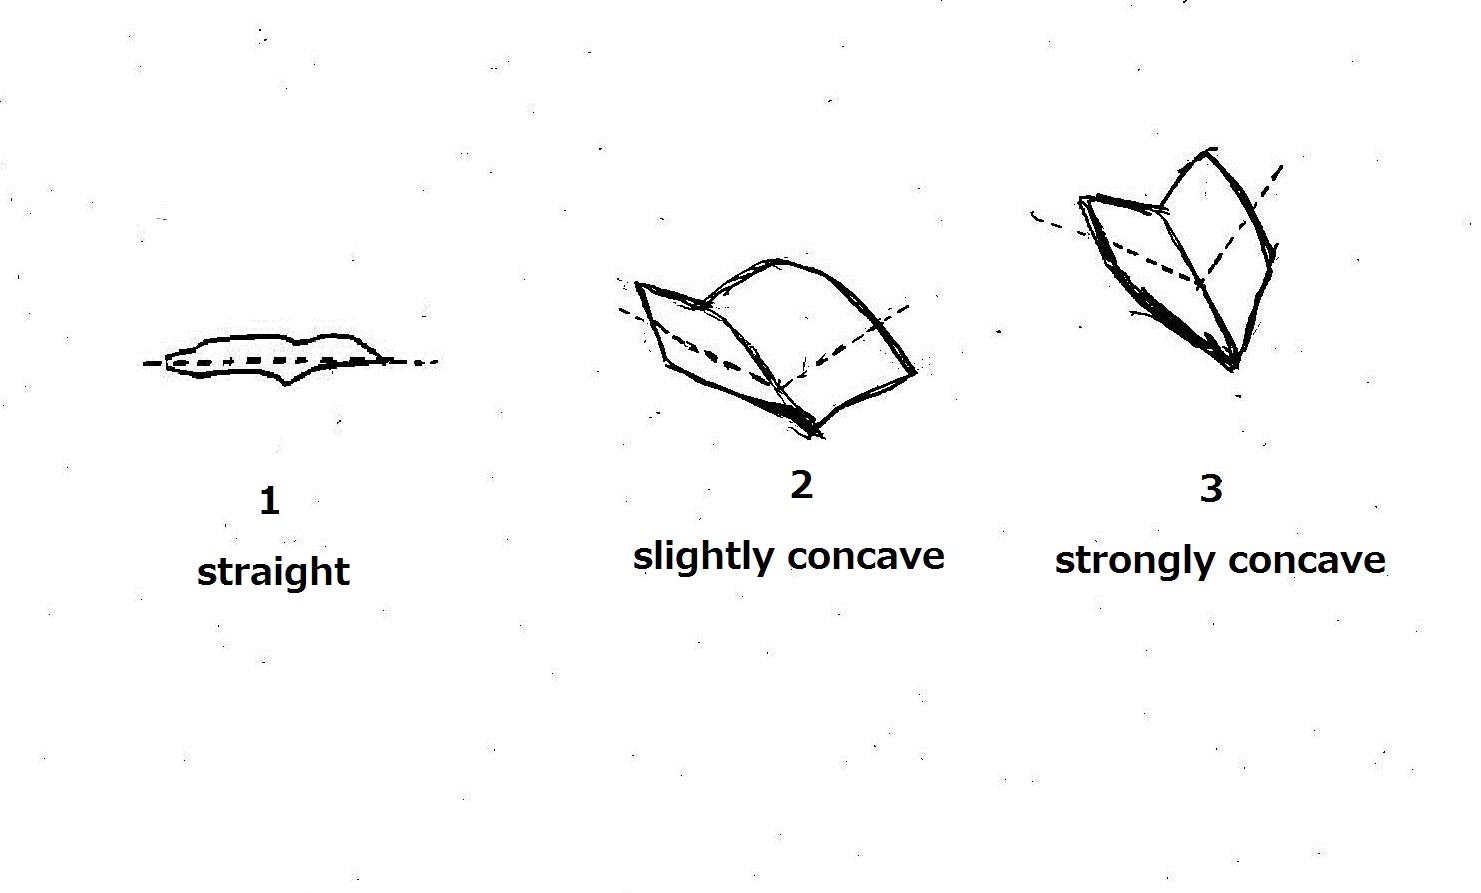 1
straight
2
slightly concave
3
strongly concave